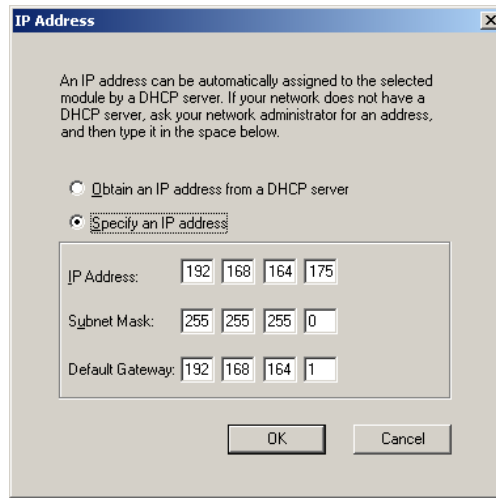 IP Address
An IP address can be automatically assigned to the selected
module by a DHCP server. If your network does not have a
DHCP server, ask your network administrator for an address,
and then type it in the space below.
Obtain an IP address from a DHCP server
Specify an IP address
IP Address: 192 168 164 175
Subnet Mask: 255 255 255 0
Default Gateway: 192 168 164 1
OK Cancel